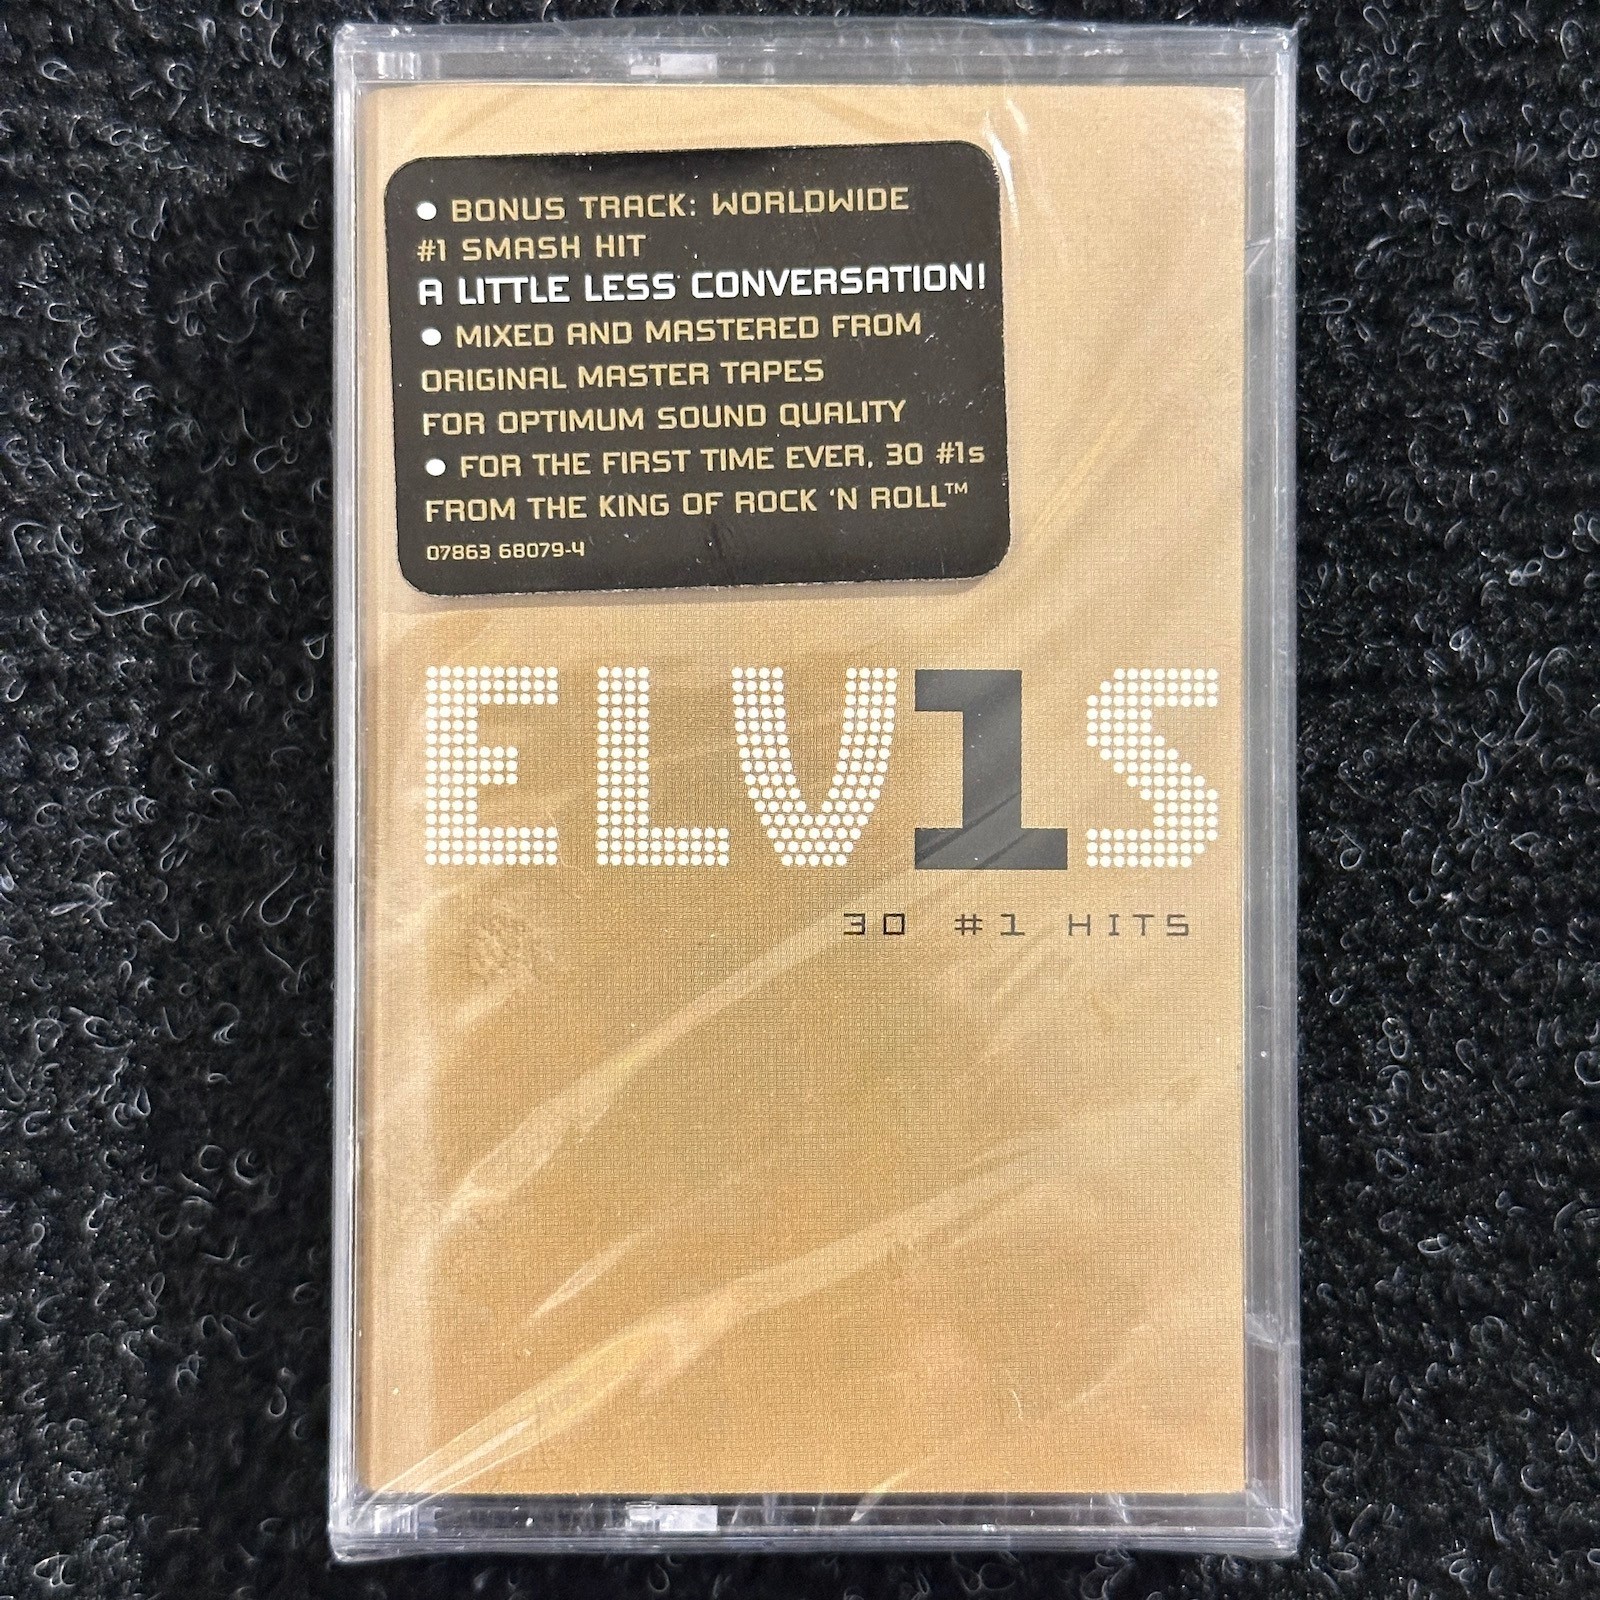 ● BONUS TRACK: WORLDWIDE
#1 SMASH HIT
A LITTLE LESS CONVERSATION!
● MIXED AND MASTERED FROM
ORIGINAL MASTER TAPES
FOR OPTIMUM SOUND QUALITY
● FOR THE FIRST TIME EVER, 30 #1s
FROM THE KING OF ROCK 'N ROLL™
07863 68079-4
ELV1S
30 #1 HITS